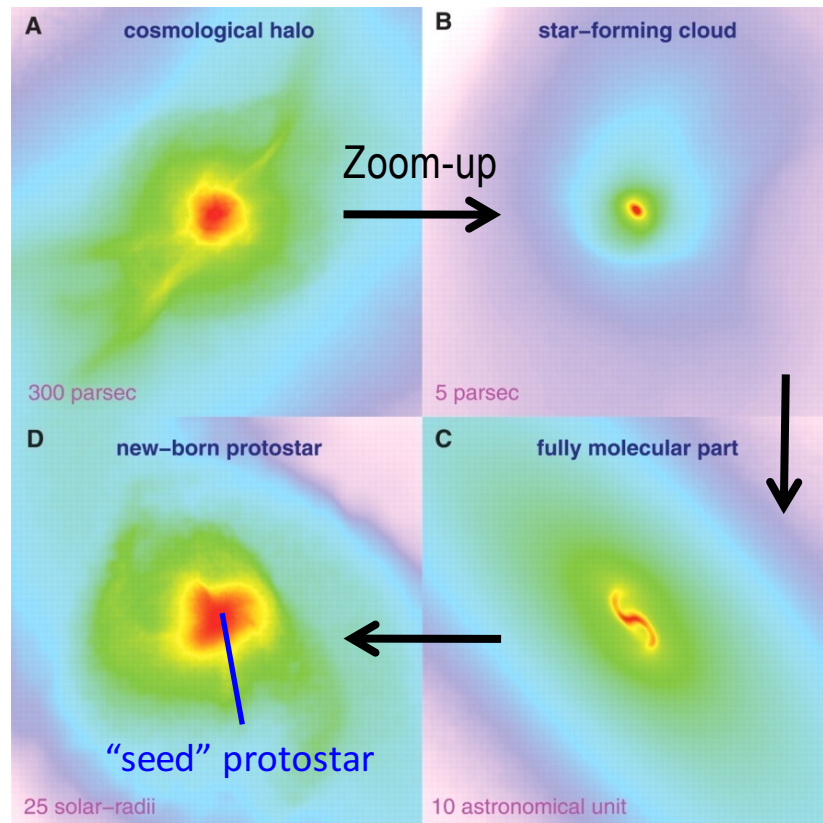 A
cosmological halo
300 parsec
Zoom-up
B
star–forming cloud
5 parsec
C
fully molecular part
10 astronomical unit
D
new–born protostar
“seed” protostar
25 solar–radii